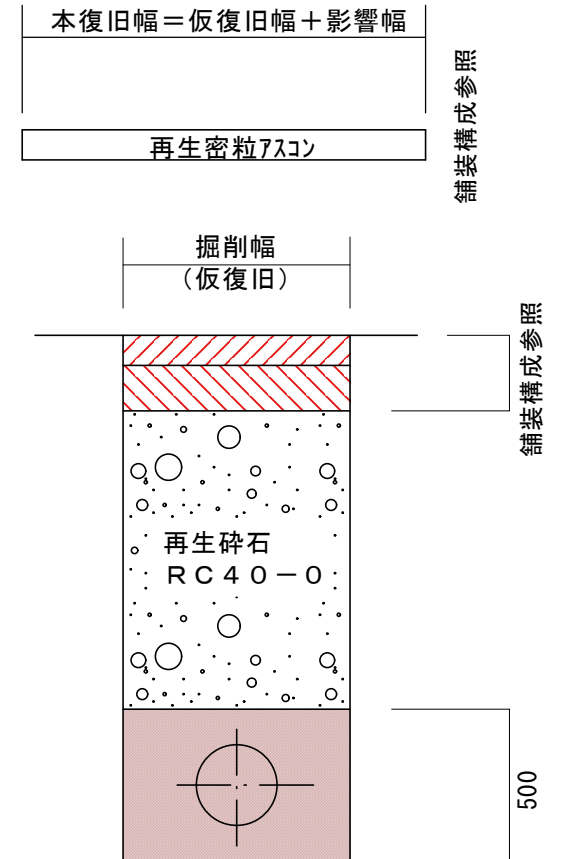 本復旧幅＝仮復旧幅＋影響幅
再生密粒ｱｽｺﾝ
舗装構成参照
掘削幅
（仮復旧）
舗装構成参照
再生砕石
ＲＣ４０－０
500